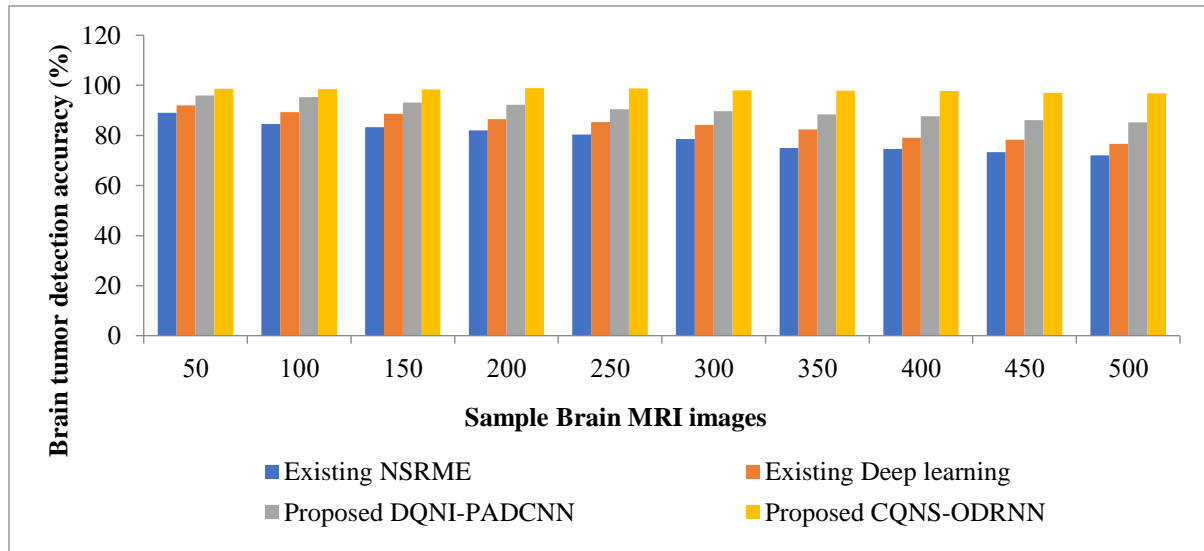 Brain tumor detection accuracy (%)
120
100
80
60
40
20
0
50 100 150 200 250 300 350 400 450 500
Sample Brain MRI images
Existing NSRME Existing Deep learning
Proposed DQNI-PADCNN Proposed CQNS-ODRNN